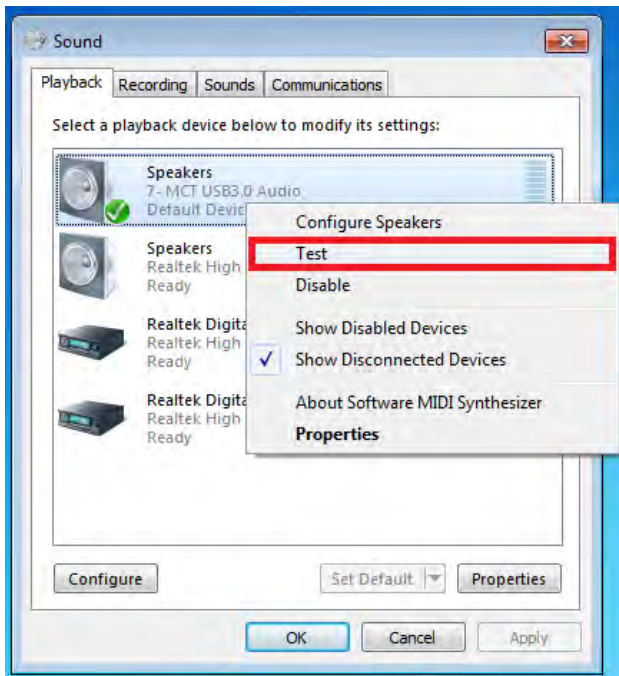 Sound
Playback Recording Sounds Communications
Select a playback device below to modify its settings:
Speakers
7- MCT USB3.0 Audio
Default Devic
Configure Speakers
Test
Disable
Show Disabled Devices
Show Disconnected Devices
About Software MIDI Synthesizer
Properties
Speakers
Realtek High
Ready
Realtek Digita
Realtek High
Ready
Realtek Digita
Realtek High
Ready
Configure Set Default Properties
OK Cancel Apply